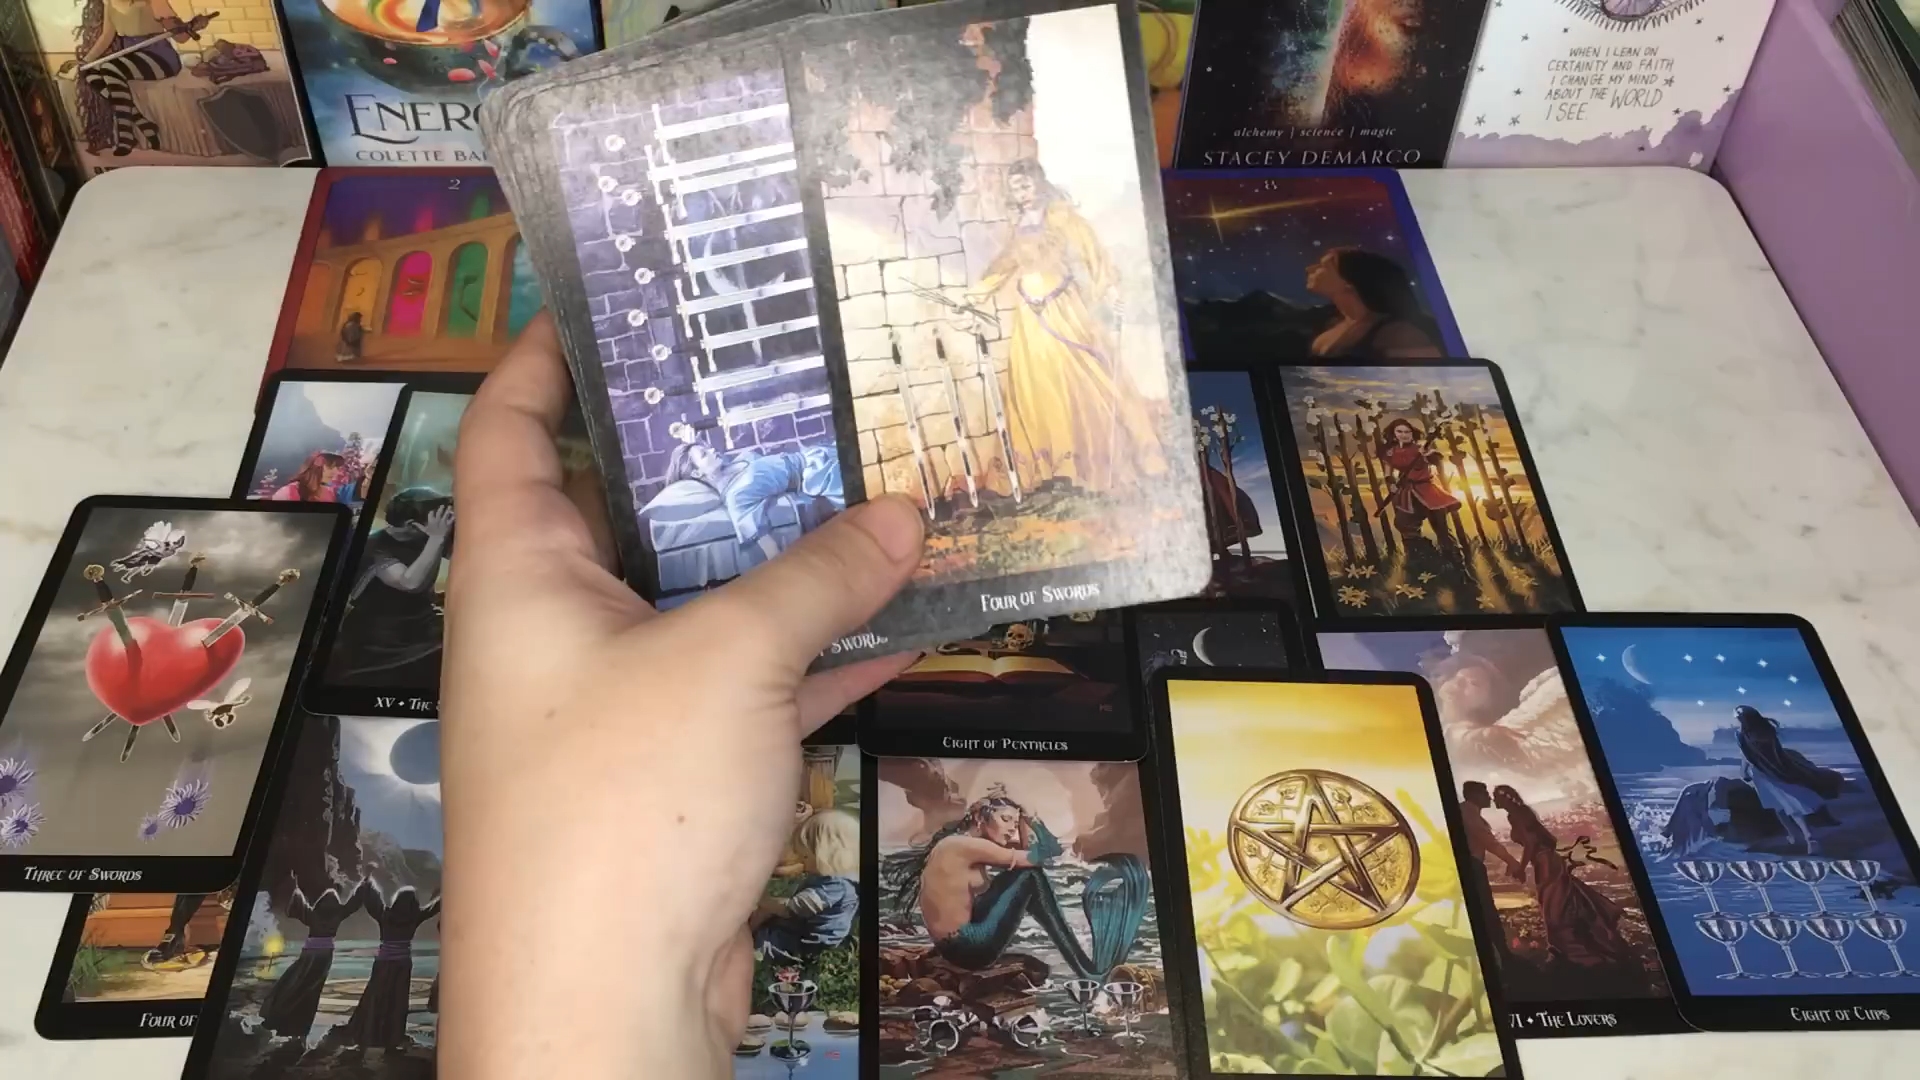 ENER
COLETTE BA
alchemy | science | magic
STACEY DEMARCO
WHEN I LEAN ON
CERTAINTY AND FAITH
I CHANGE MY MIND
ABOUT THE WORLD
I SEE.
2
8
FOUR OF SWORDS
SWORDS
XV • THE
EIGHT OF PENTACLES
THREE OF SWORDS
FOUR OF
VI • THE LOVERS
EIGHT OF CUPS